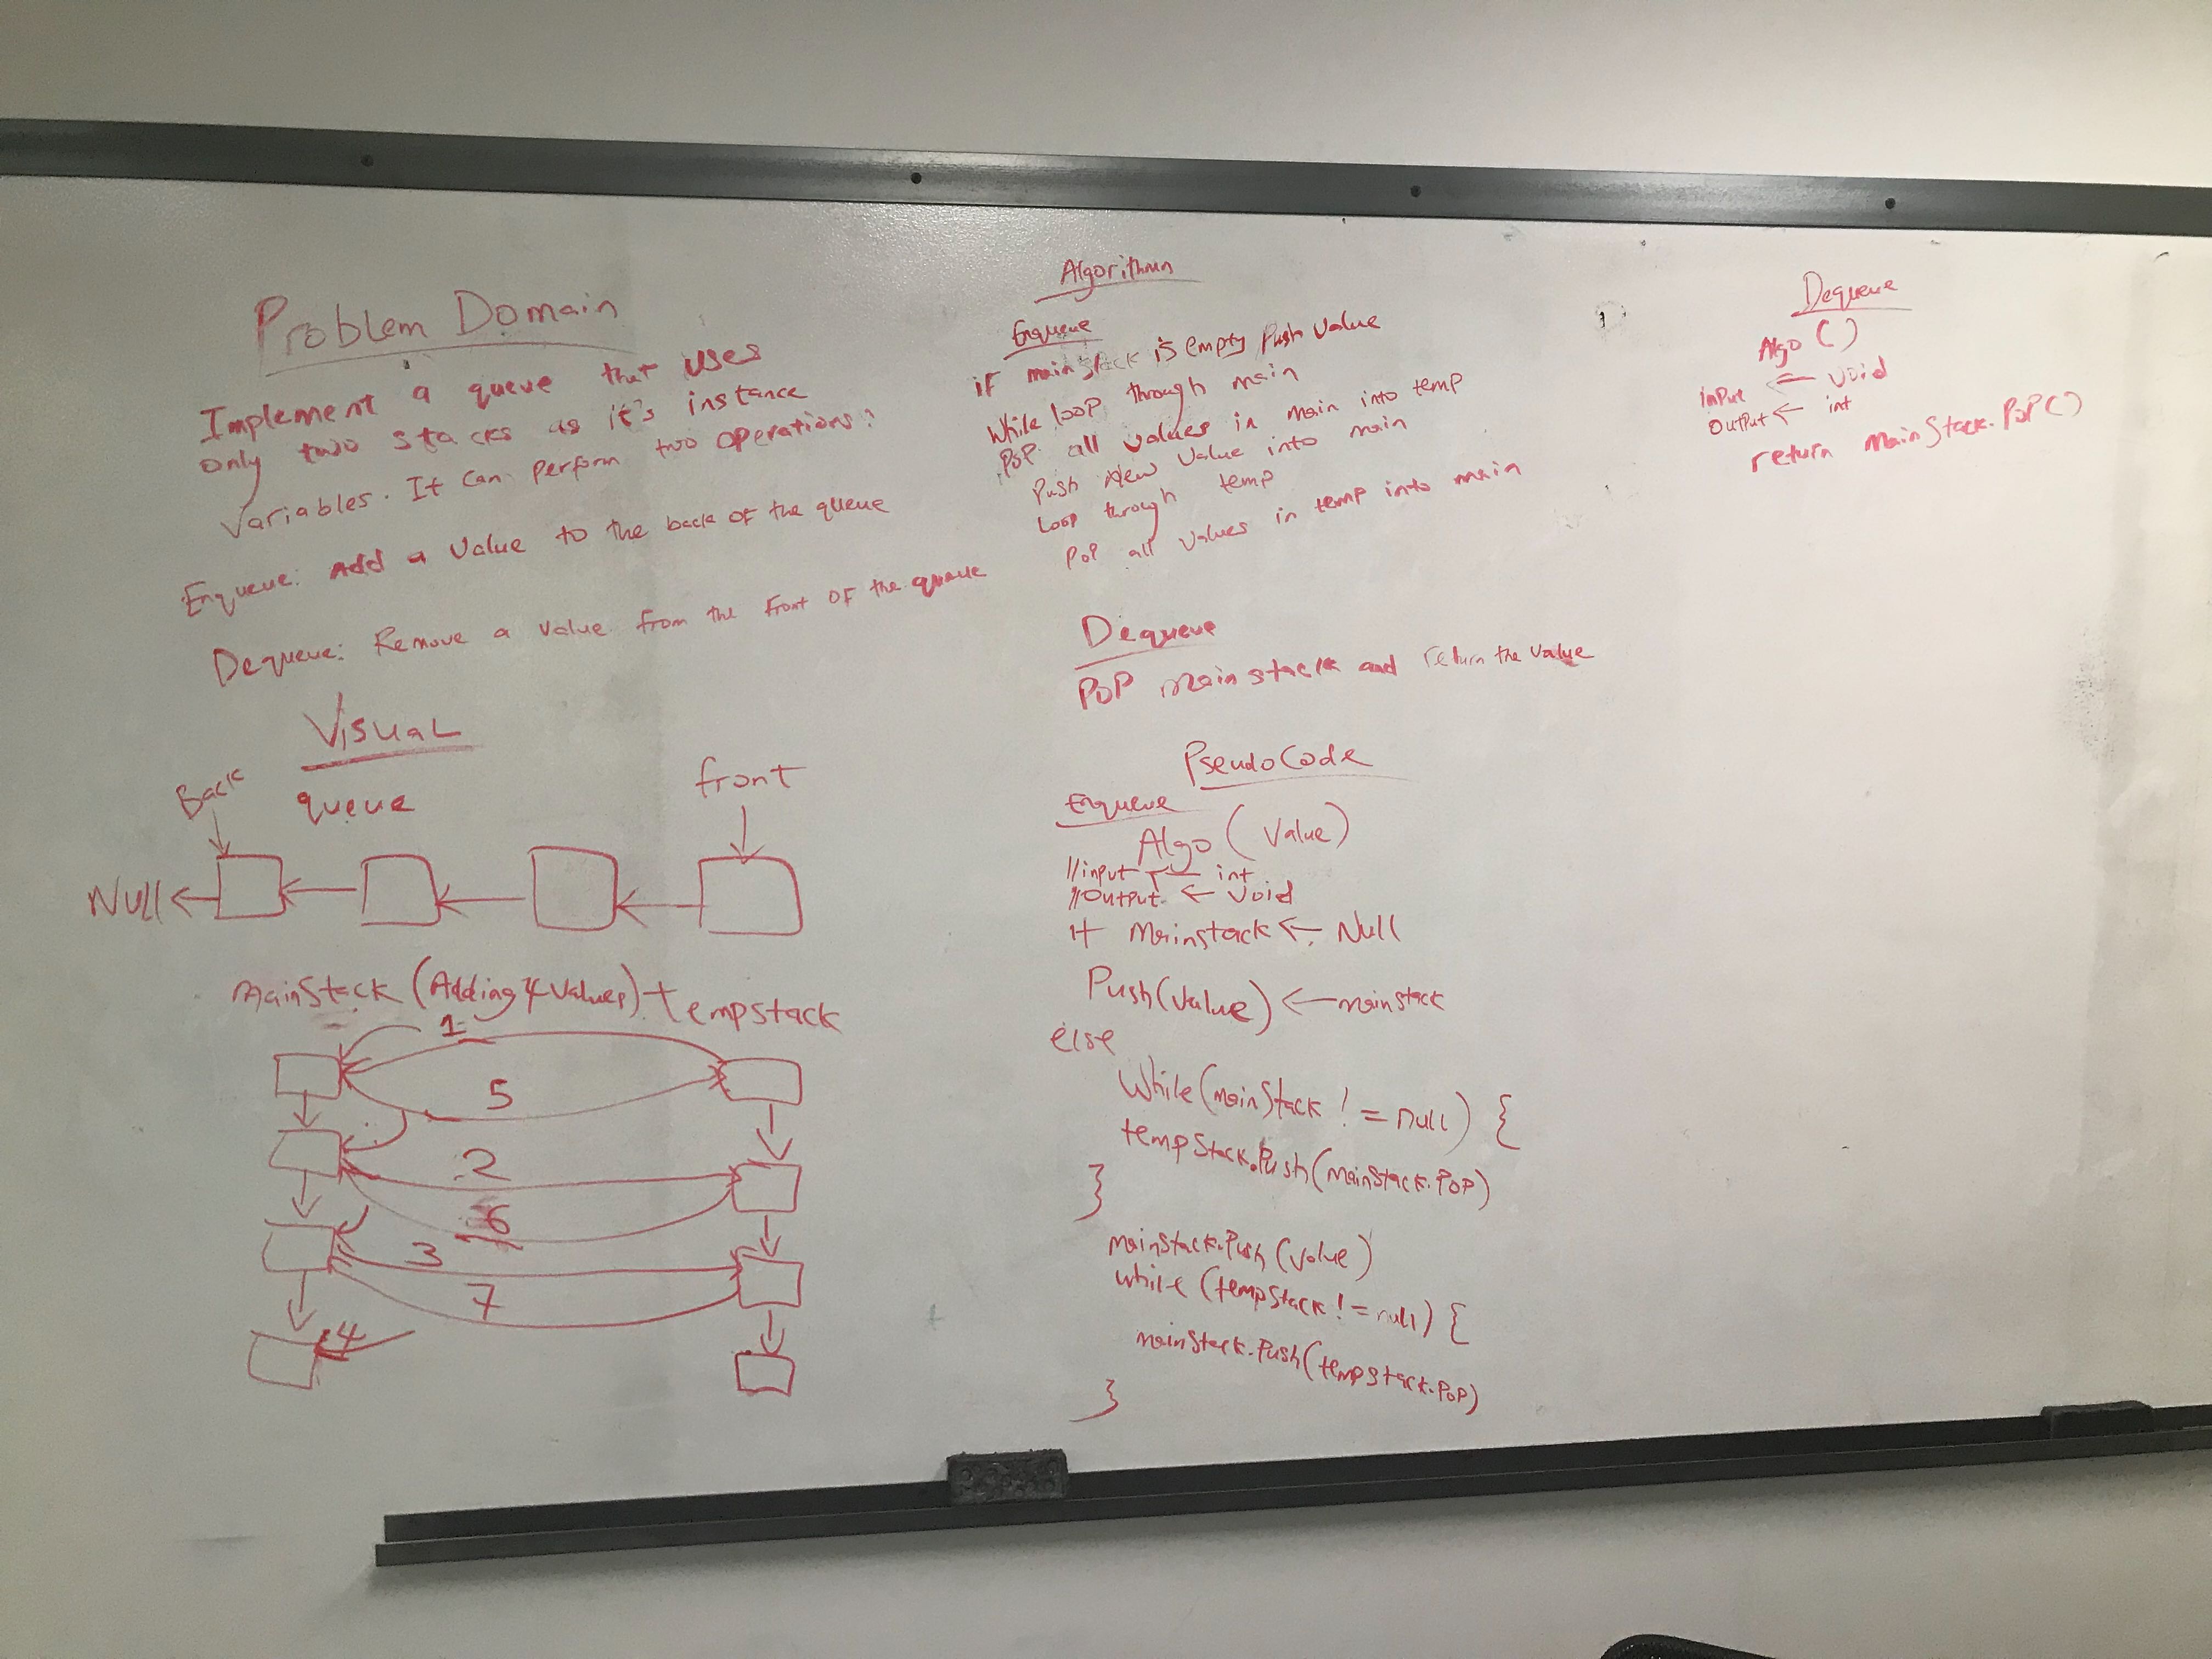 Problem Domain
Implement a queue that uses
only two stacks as it's instance
variables. It can perform two operations:
Enqueue: Add a value to the back of the queue
Dequeue: Remove a value from the front of the queue
Visual
queue
Back
front
Null
MainStack (Adding 4 values) tempstack
1
5
2
6
3
7
4
Algorithm
Enqueue
if main stack is empty push value
While loop through main
POP all values in main into temp
Push New value into main
Loop through temp
POP all values in temp into main
Dequeue
POP main stack and return the value
PseudoCode
Enqueue
Algo (value)
//input ← int
//Output ← void
if Mainstack ← Null
Push(value) ← mainstack
else
While(mainStack != null) {
tempStack.Push(mainStack.POP)
}
mainStack.Push(value)
while (tempStack != null) {
mainStack.Push(tempStack.POP)
}
Dequeue
Algo ()
input ← void
output ← int
return MainStack.POP()